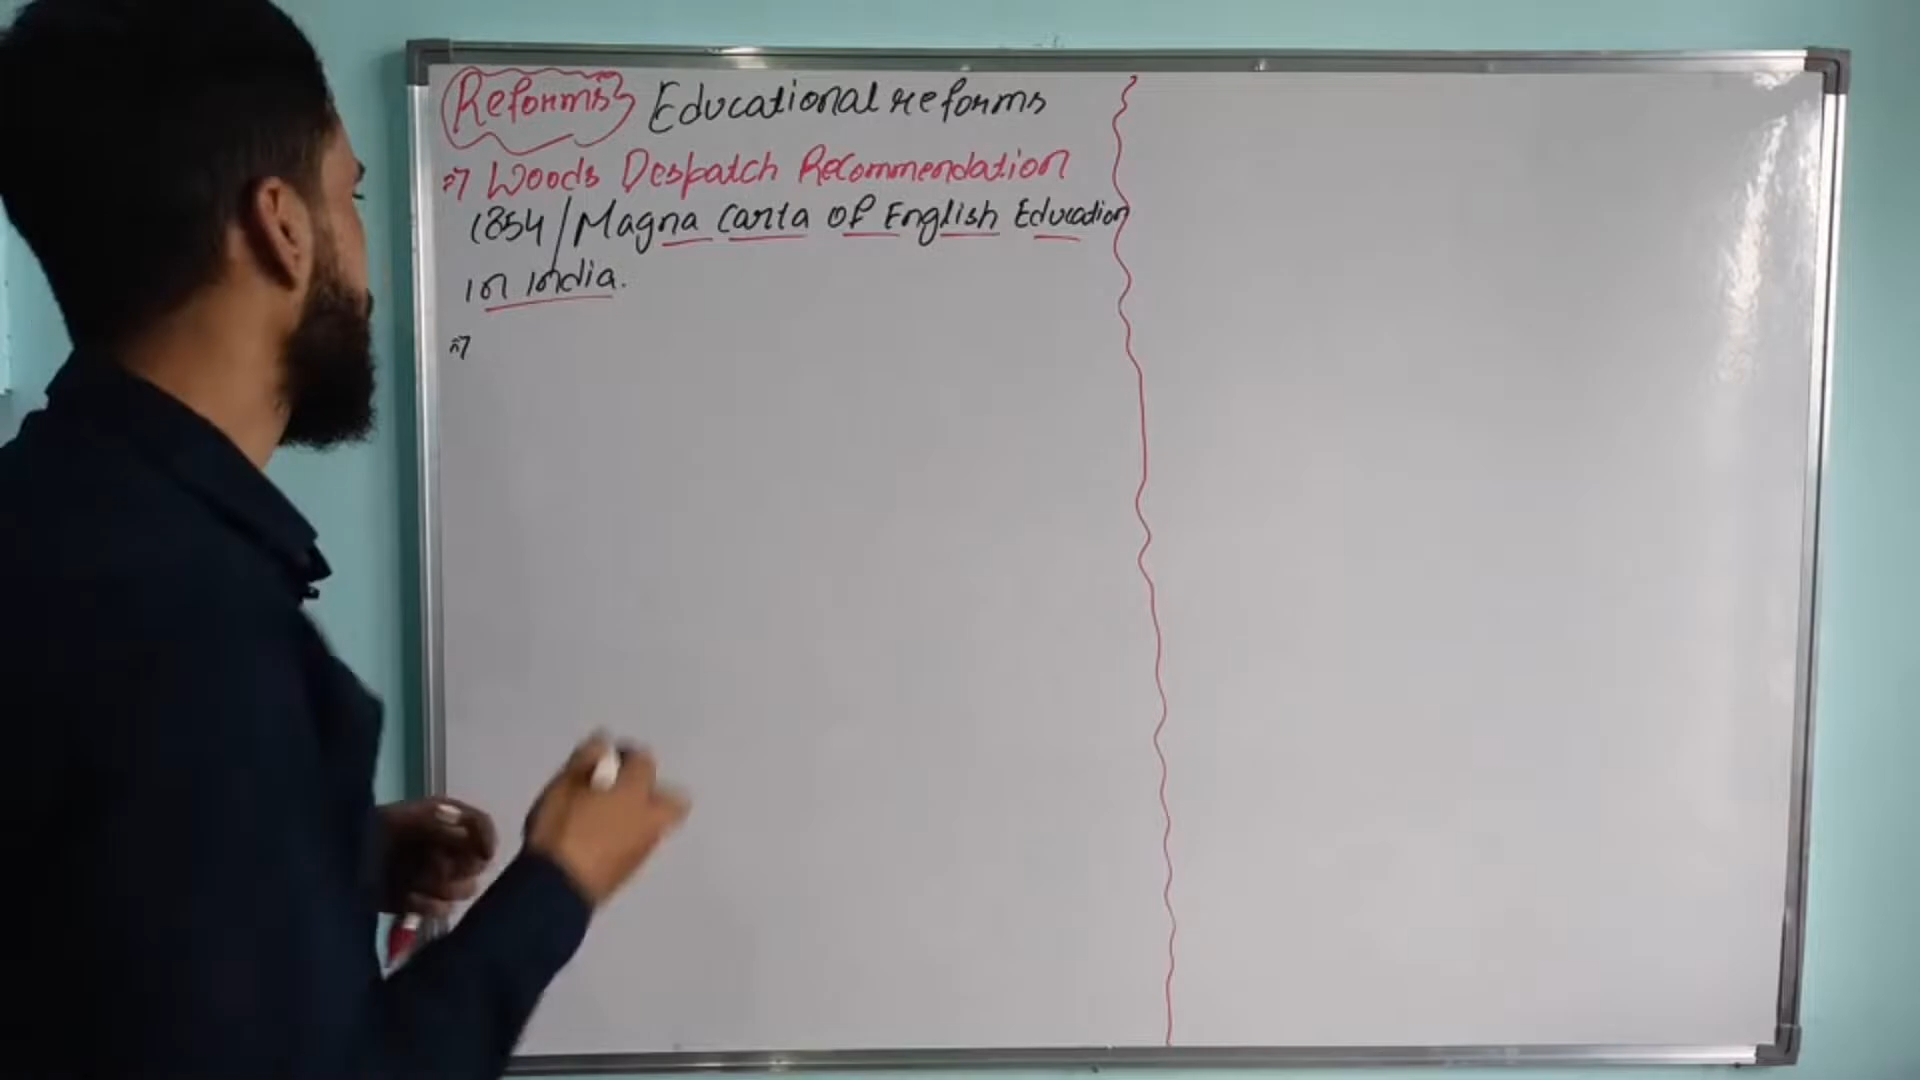 Reforms Educational reforms
⇒ Woods Despatch Recommendation
1854/Magna Carta of English Education
in India.
⇒